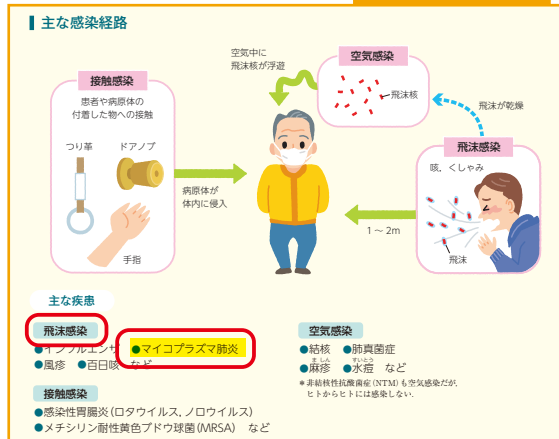 主な感染経路
空気中に
飛沫核が浮遊
空気感染
飛沫核
飛沫が乾燥
接触感染
患者や病原体の
付着した物への接触
つり革
ドアノブ
手指
病原体が
体内に侵入
飛沫感染
咳，くしゃみ
飛沫
1～2m
主な疾患
飛沫感染
●インフルエンザ ●マイコプラズマ肺炎
●風疹 ●百日咳 など
接触感染
●感染性胃腸炎(ロタウイルス，ノロウイルス)
●メチシリン耐性黄色ブドウ球菌(MRSA) など
空気感染
●結核 ●肺真菌症
ましん すいとう
●麻疹 ●水痘 など
＊非結核性抗酸菌症(NTM)も空気感染だが，
ヒトからヒトには感染しない．